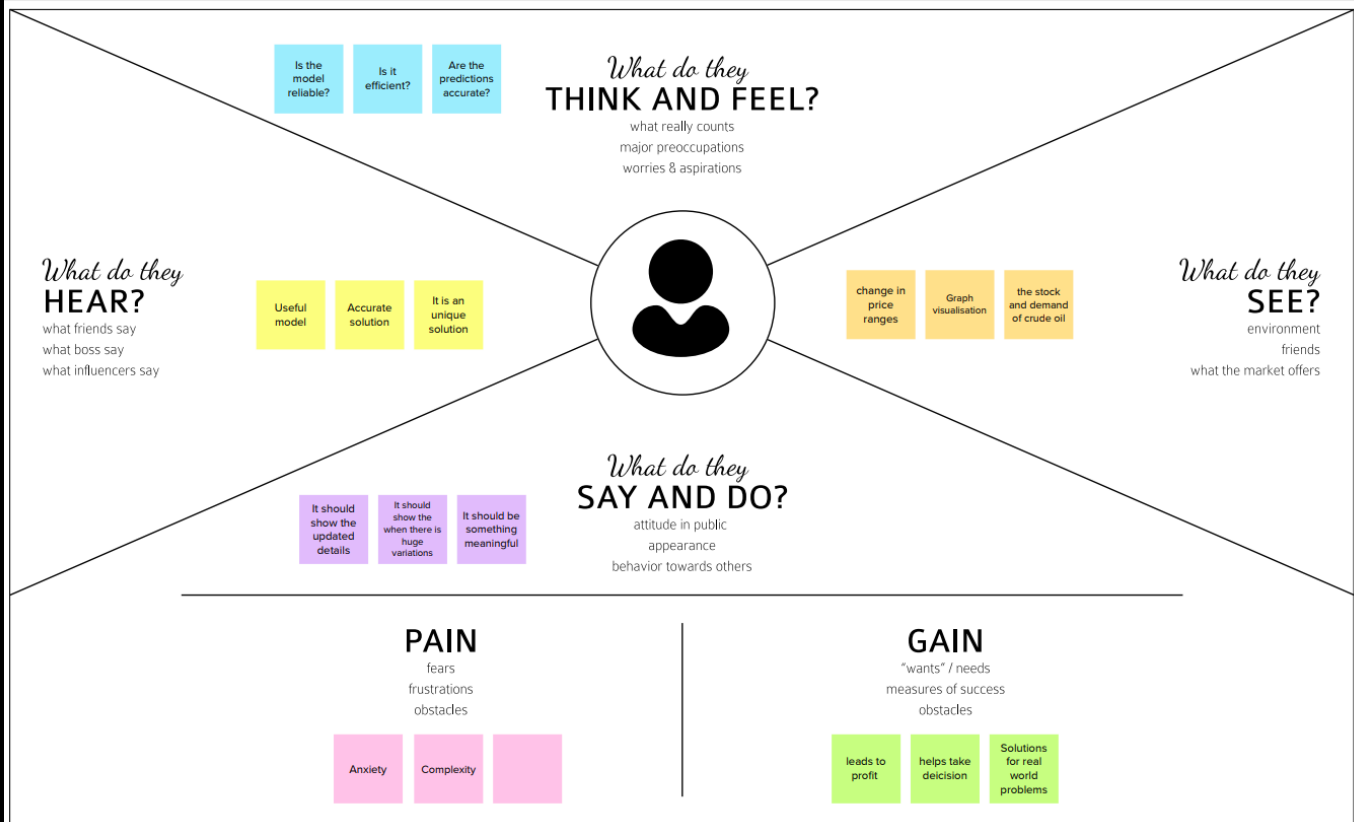 Is the
model
reliable?
Is it
efficient?
Are the
predictions
accurate?
What do they
THINK AND FEEL?
what really counts
major preoccupations
worries & aspirations
What do they
HEAR?
what friends say
what boss say
what influencers say
Useful
model
Accurate
solution
It is an
unique
solution
change in
price
ranges
Graph
visualisation
the stock
and demand
of crude oil
What do they
SEE?
environment
friends
what the market offers
It should
show the
updated
details
It should
show the
when there is
huge
variations
It should be
something
meaningful
What do they
SAY AND DO?
attitude in public
appearance
behavior towards others
PAIN
fears
frustrations
obstacles
Anxiety
Complexity
GAIN
“wants” / needs
measures of success
obstacles
leads to
profit
helps take
deicision
Solutions
for real
world
problems